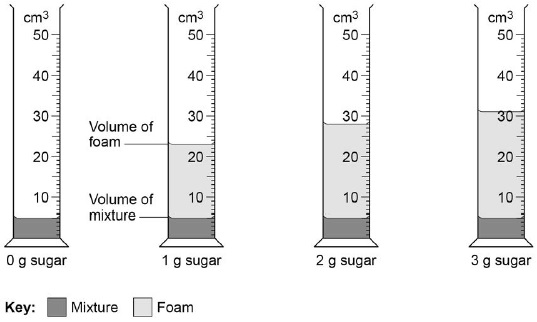 cm³ cm³ cm³ cm³
50 50 50 50
40 40 40 40
30 30 30 30
Volume of
foam
20 20 20 20
10 10 10 10
Volume of
mixture
0 g sugar 1 g sugar 2 g sugar 3 g sugar
Key: Mixture Foam